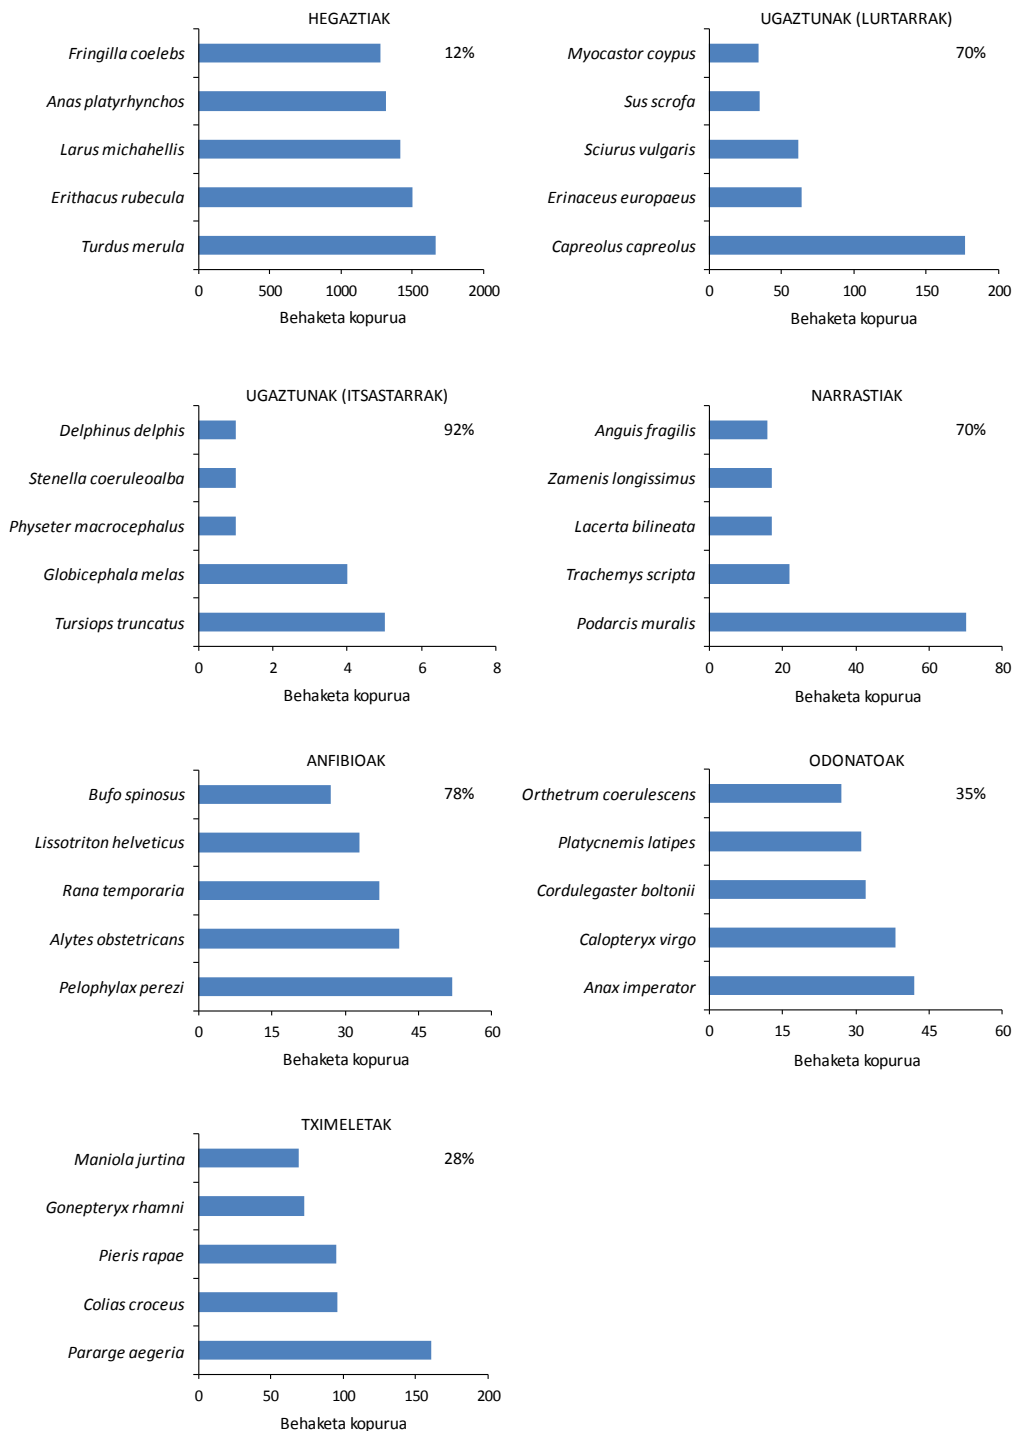 HEGAZTIAK
12%
Fringilla coelebs
Anas platyrhynchos
Larus michahellis
Erithacus rubecula
Turdus merula
0 500 1000 1500 2000
Behaketa kopurua
UGAZTUNAK (LURTARRAK)
70%
Myocastor coypus
Sus scrofa
Sciurus vulgaris
Erinaceus europaeus
Capreolus capreolus
0 50 100 150 200
Behaketa kopurua
UGAZTUNAK (ITSASTARRAK)
92%
Delphinus delphis
Stenella coeruleoalba
Physeter macrocephalus
Globicephala melas
Tursiops truncatus
0 2 4 6 8
Behaketa kopurua
NARRASTIAK
70%
Anguis fragilis
Zamenis longissimus
Lacerta bilineata
Trachemys scripta
Podarcis muralis
0 20 40 60 80
Behaketa kopurua
ANFIBIOAK
78%
Bufo spinosus
Lissotriton helveticus
Rana temporaria
Alytes obstetricans
Pelophylax perezi
0 15 30 45 60
Behaketa kopurua
ODONATOAK
35%
Orthetrum coerulescens
Platycnemis latipes
Cordulegaster boltonii
Calopteryx virgo
Anax imperator
0 15 30 45 60
Behaketa kopurua
TXIMELETAK
28%
Maniola jurtina
Gonepteryx rhamni
Pieris rapae
Colias croceus
Pararge aegeria
0 50 100 150 200
Behaketa kopurua